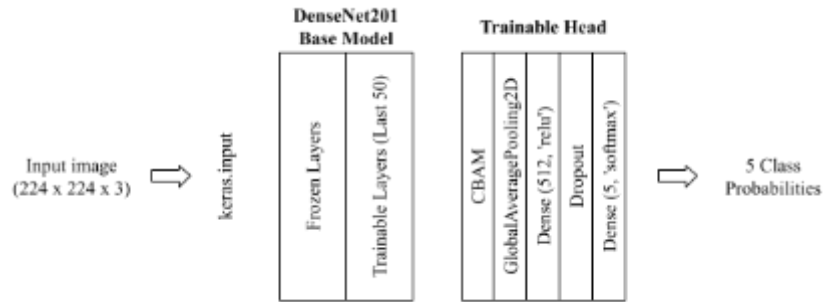 DenseNet201
Base Model
Trainable Head
Input image
(224 x 224 x 3)
keras.input
Frozen Layers
Trainable Layers (Last 50)
CBAM
GlobalAveragePooling2D
Dense (512, 'relu')
Dropout
Dense (5, 'softmax')
5 Class
Probabilities